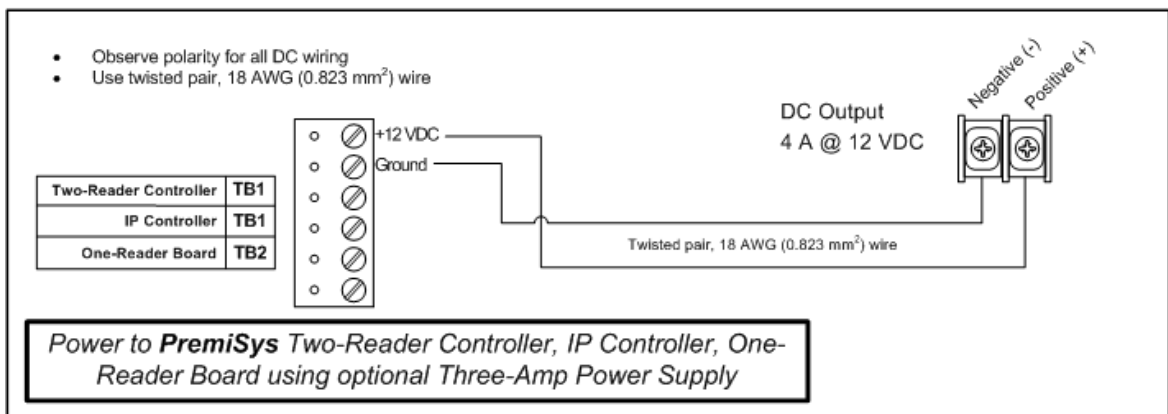 • Observe polarity for all DC wiring
• Use twisted pair, 18 AWG (0.823 mm²) wire
Negative (-)
Positive (+)
DC Output
4 A @ 12 VDC
+12 VDC
Ground
Two-Reader Controller TB1
IP Controller TB1
One-Reader Board TB2
Twisted pair, 18 AWG (0.823 mm²) wire
Power to PremiSys Two-Reader Controller, IP Controller, One-
Reader Board using optional Three-Amp Power Supply